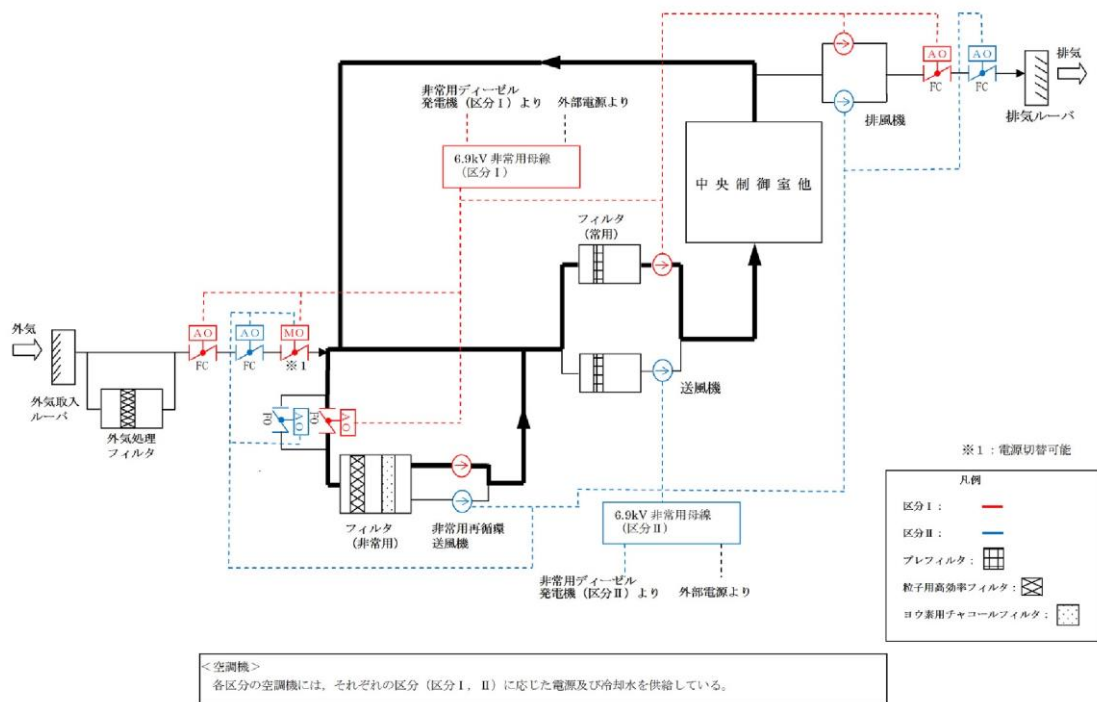 排気
AO
AO
FC
FC
排気ルーバ
排風機
非常用ディーゼル
発電機（区分Ⅰ）より
外部電源より
6.9kV 非常用母線
（区分Ⅰ）
中央制御室他
フィルタ
（常用）
外気
AO
AO
MO
FC
FC
※1
外気取入
ルーバ
外気処理
フィルタ
送風機
FO
AO
FO
AO
※1：電源切替可能
フィルタ
（非常用）
非常用再循環
送風機
6.9kV 非常用母線
（区分Ⅱ）
非常用ディーゼル
発電機（区分Ⅱ）より
外部電源より
凡例
区分Ⅰ：
区分Ⅱ：
プレフィルタ：
粒子用高効率フィルタ：
ヨウ素用チャコールフィルタ：
＜空調機＞
各区分の空調機には，それぞれの区分（区分Ⅰ，Ⅱ）に応じた電源及び冷却水を供給している。